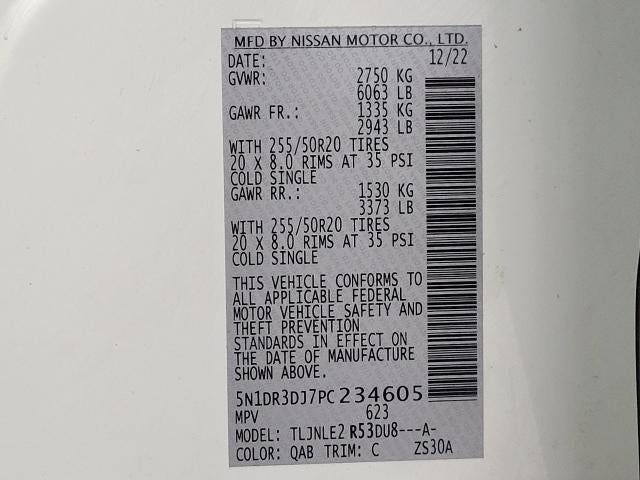 MFD BY NISSAN MOTOR CO., LTD.
DATE: 12/22
GVWR: 2750 KG
6063 LB
GAWR FR.: 1335 KG
2943 LB
WITH 255/50R20 TIRES
20 X 8.0 RIMS AT 35 PSI
COLD SINGLE
GAWR RR.: 1530 KG
3373 LB
WITH 255/50R20 TIRES
20 X 8.0 RIMS AT 35 PSI
COLD SINGLE
THIS VEHICLE CONFORMS TO
ALL APPLICABLE FEDERAL
MOTOR VEHICLE SAFETY AND
THEFT PREVENTION
STANDARDS IN EFFECT ON
THE DATE OF MANUFACTURE
SHOWN ABOVE.
5N1DR3DJ7PC234605
MPV 623
MODEL: TLJNLE2 R53DU8---A-
COLOR: QAB TRIM: C ZS30A